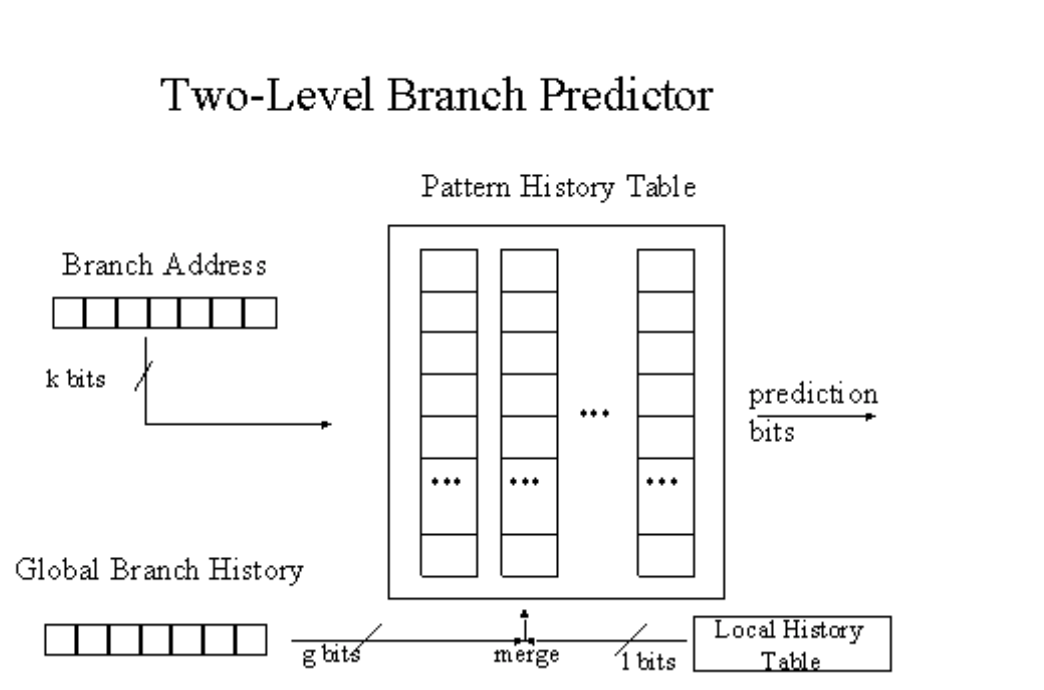 Two-Level Branch Predictor
Pattern History Table
Branch Address
k bits
prediction
bits
Global Branch History
g bits
merge
l bits
Local History
Table